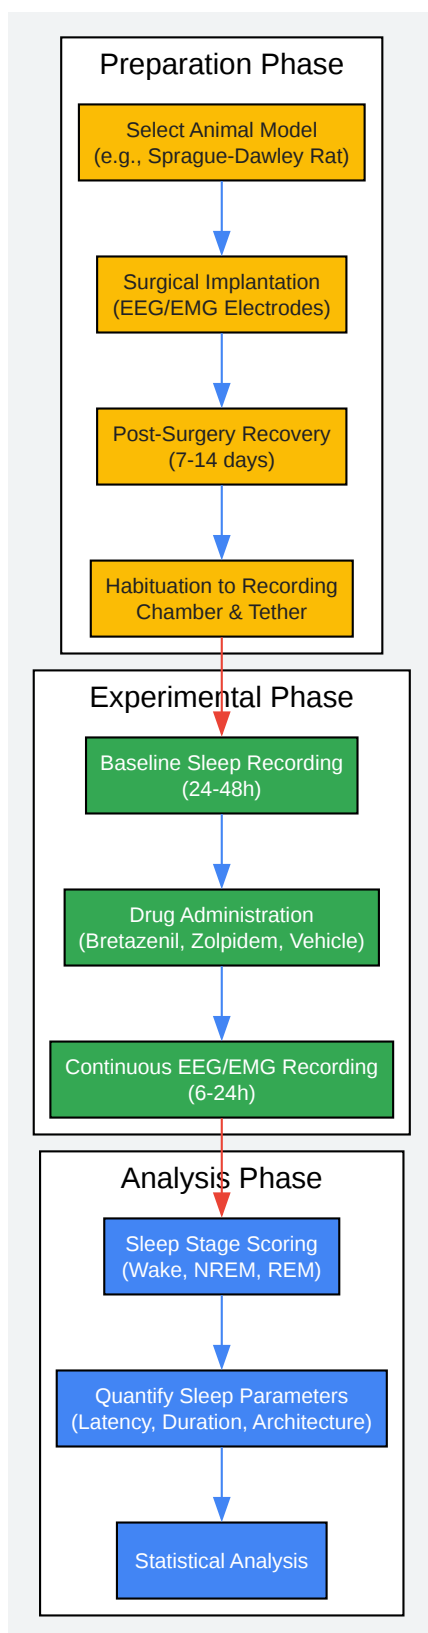 Preparation Phase
Select Animal Model
(e.g., Sprague-Dawley Rat)
Surgical Implantation
(EEG/EMG Electrodes)
Post-Surgery Recovery
(7-14 days)
Habituation to Recording
Chamber & Tether
Experimental Phase
Baseline Sleep Recording
(24-48h)
Drug Administration
(Bretazenil, Zolpidem, Vehicle)
Continuous EEG/EMG Recording
(6-24h)
Analysis Phase
Sleep Stage Scoring
(Wake, NREM, REM)
Quantify Sleep Parameters
(Latency, Duration, Architecture)
Statistical Analysis